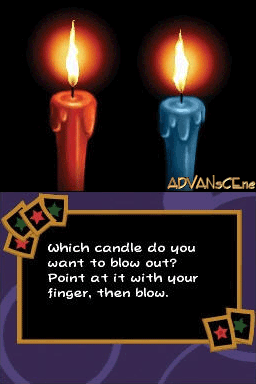 ADVANsCEne
Which candle do you
want to blow out?
Point at it with your
finger, then blow.